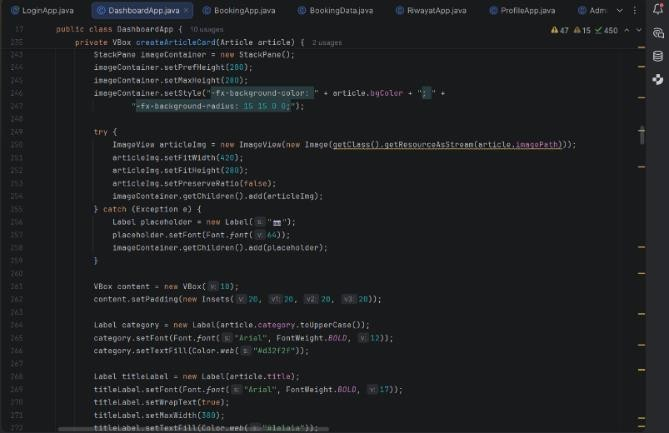 LoginApp.java DashboardApp.java × BookingApp.java BookingData.java RiwayatApp.java ProfileApp.java Adm
17 public class DashboardApp { 10 usages 47 15 450
235 private VBox createArticleCard(Article article) { 2 usages
243 StackPane imageContainer = new StackPane();
244 imageContainer.setPrefHeight(280);
245 imageContainer.setMaxHeight(280);
246 imageContainer.setStyle("-fx-background-color: " + article.bgColor + "; " +
247 "-fx-background-radius: 15 15 0 0;");
248
249 try {
250 ImageView articleImg = new ImageView(new Image(getClass().getResourceAsStream(article.imagePath)));
251 articleImg.setFitWidth(420);
252 articleImg.setFitHeight(280);
253 articleImg.setPreserveRatio(false);
254 imageContainer.getChildren().add(articleImg);
255 } catch (Exception e) {
256 Label placeholder = new Label( s: "");
257 placeholder.setFont(Font.font( v: 64));
258 imageContainer.getChildren().add(placeholder);
259 }
260
261 VBox content = new VBox( v: 10);
262 content.setPadding(new Insets( v: 20, v1: 20, v2: 20, v3: 20));
263
264 Label category = new Label(article.category.toUpperCase());
265 category.setFont(Font.font( s: "Arial", FontWeight.BOLD, v: 12));
266 category.setTextFill(Color.web( s: "#d32f2f"));
267
268 Label titleLabel = new Label(article.title);
269 titleLabel.setFont(Font.font( s: "Arial", FontWeight.BOLD, v: 17));
270 titleLabel.setWrapText(true);
271 titleLabel.setMaxWidth(380);
272 titleLabel.setTextFill(Color.web( s: "#1a1a1a"));